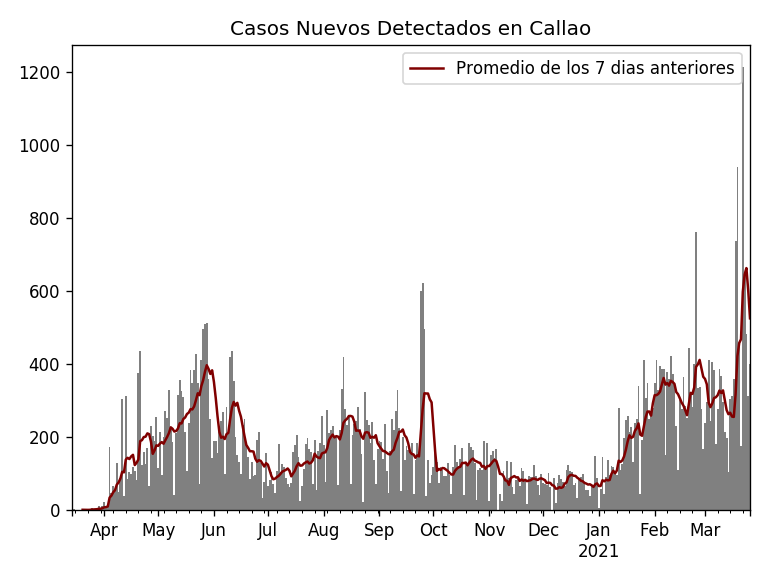 Casos Nuevos Detectados en Callao
Promedio de los 7 dias anteriores
1200
1000
800
600
400
200
0
Apr May Jun Jul Aug Sep Oct Nov Dec Jan Feb Mar
2021